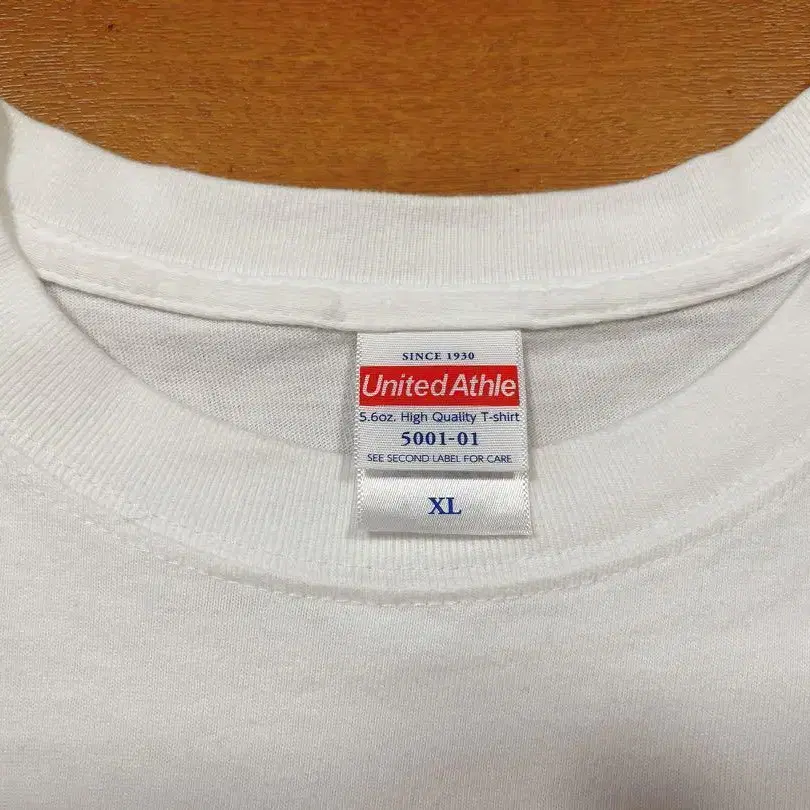 SINCE 1930
United Athle
5.6oz. High Quality T-shirt
5001-01
SEE SECOND LABEL FOR CARE
XL